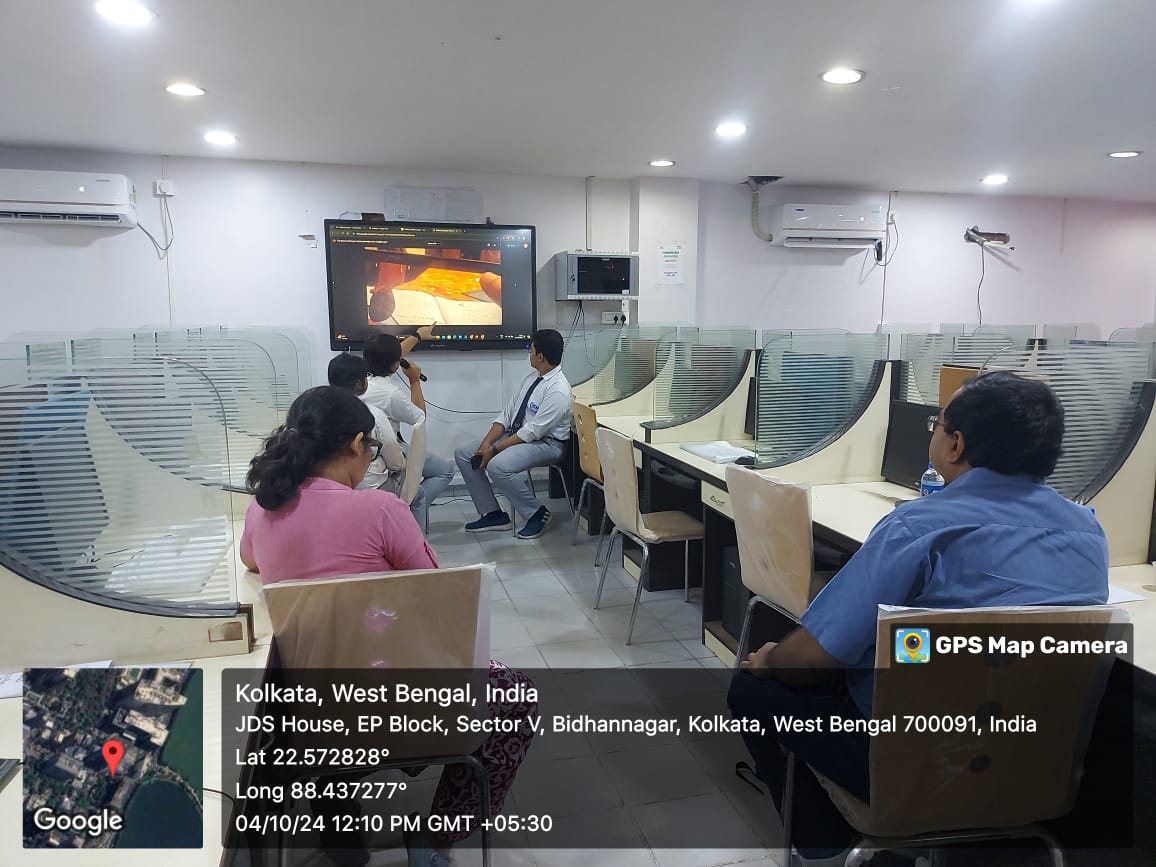 GPS Map Camera
Kolkata, West Bengal, India
JDS House, EP Block, Sector V, Bidhannagar, Kolkata, West Bengal 700091, India
Lat 22.572828°
Long 88.437277°
04/10/24 12:10 PM GMT +05:30
Google